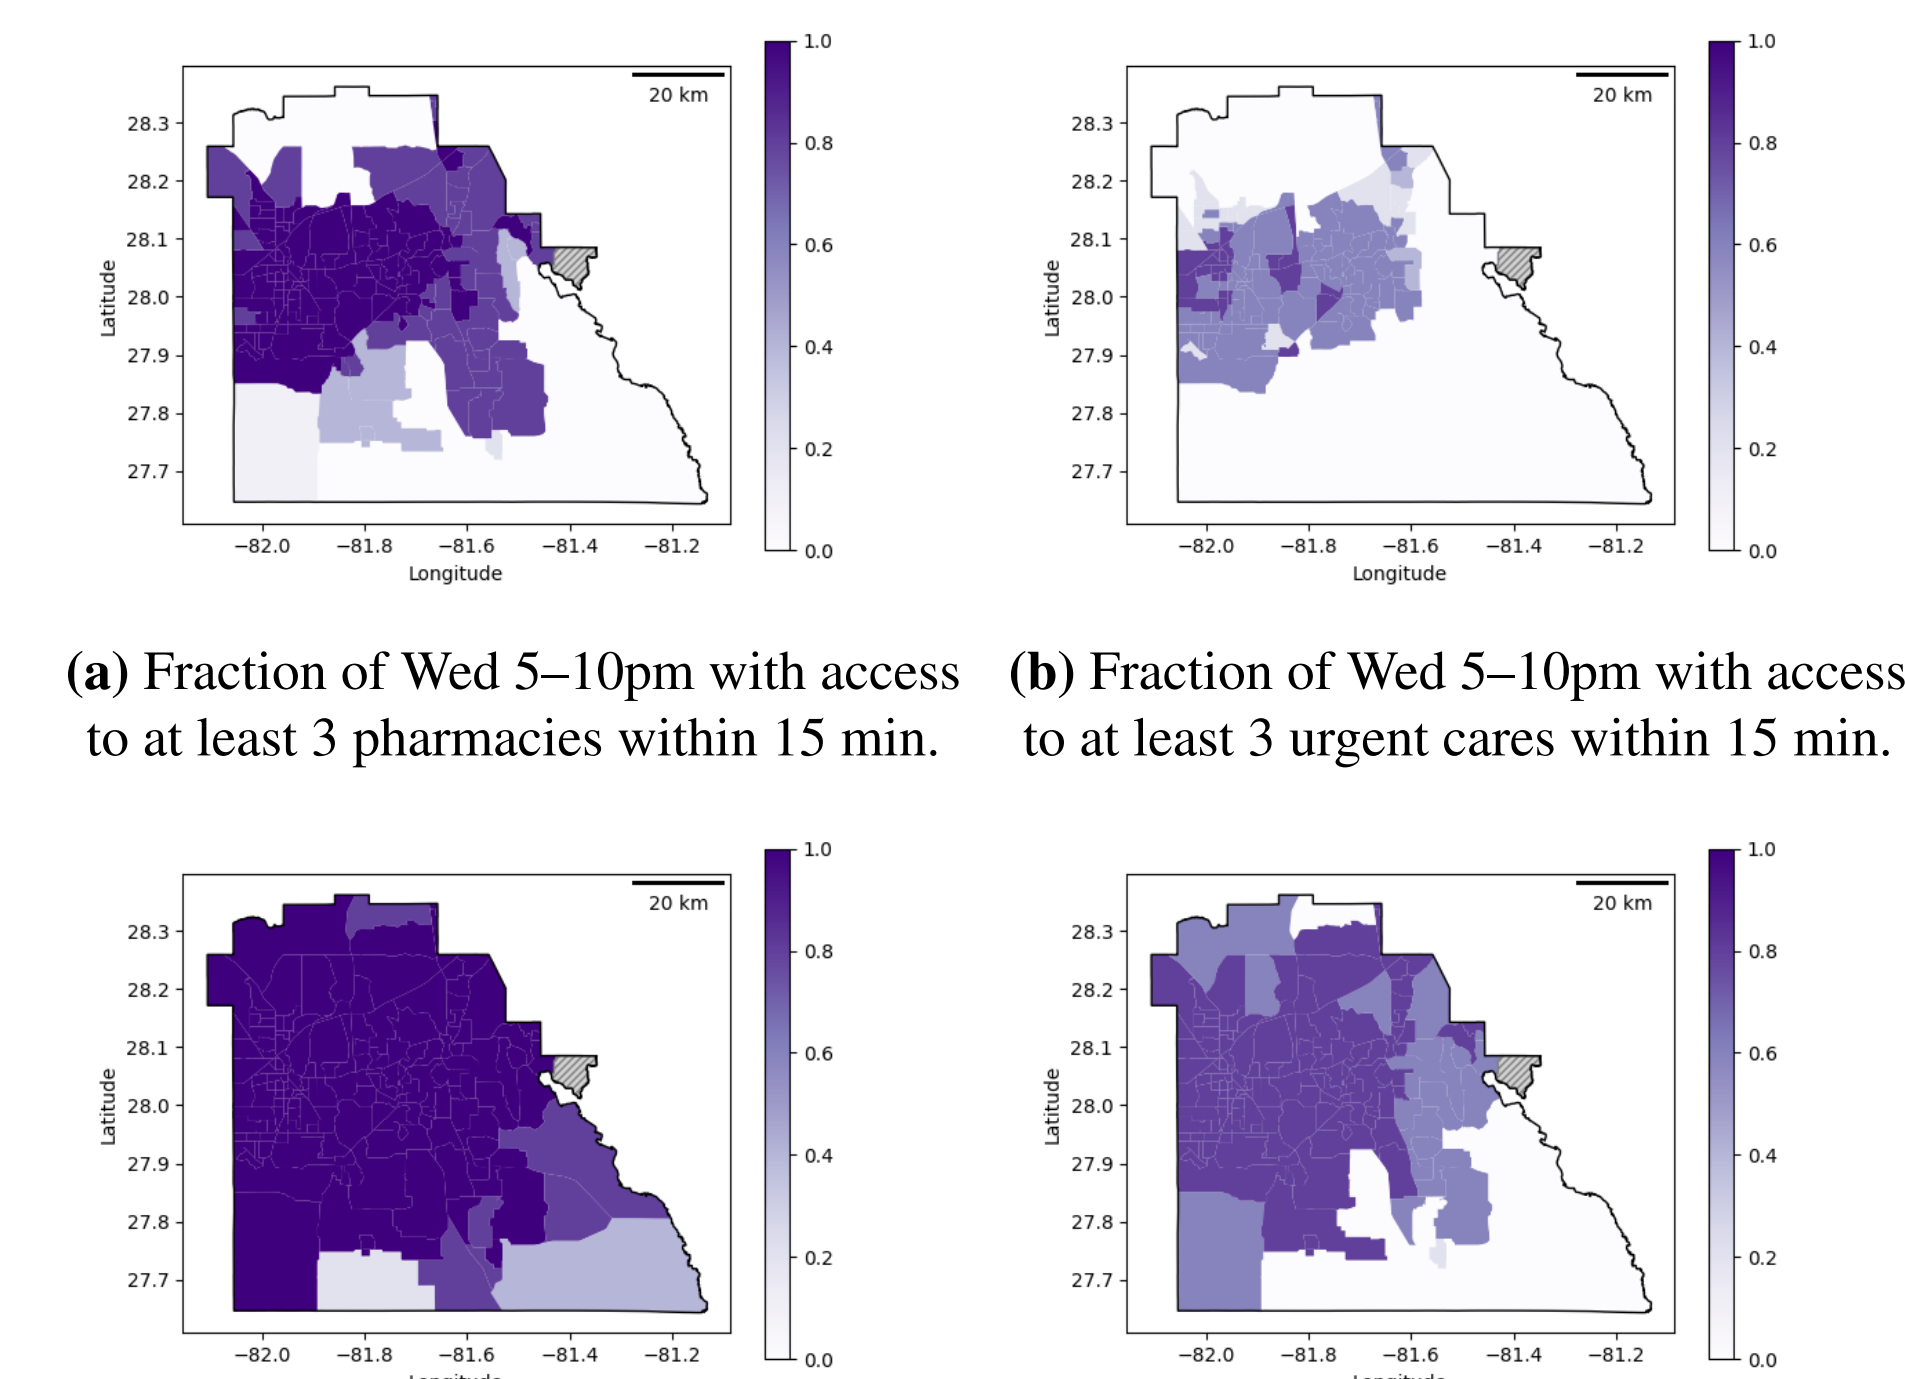 1.0
20 km
28.3
0.8
28.2
28.1
0.6
Latitude
28.0
27.9
0.4
27.8
0.2
27.7
0.0
−82.0 −81.8 −81.6 −81.4 −81.2
Longitude
1.0
20 km
28.3
0.8
28.2
28.1
0.6
Latitude
28.0
27.9
0.4
27.8
0.2
27.7
0.0
−82.0 −81.8 −81.6 −81.4 −81.2
Longitude
(a) Fraction of Wed 5–10pm with access
to at least 3 pharmacies within 15 min.
(b) Fraction of Wed 5–10pm with access
to at least 3 urgent cares within 15 min.
1.0
20 km
28.3
0.8
28.2
28.1
0.6
Latitude
28.0
27.9
0.4
27.8
0.2
27.7
0.0
−82.0 −81.8 −81.6 −81.4 −81.2
Longitude
1.0
20 km
28.3
0.8
28.2
28.1
0.6
Latitude
28.0
27.9
0.4
27.8
0.2
27.7
0.0
−82.0 −81.8 −81.6 −81.4 −81.2
Longitude